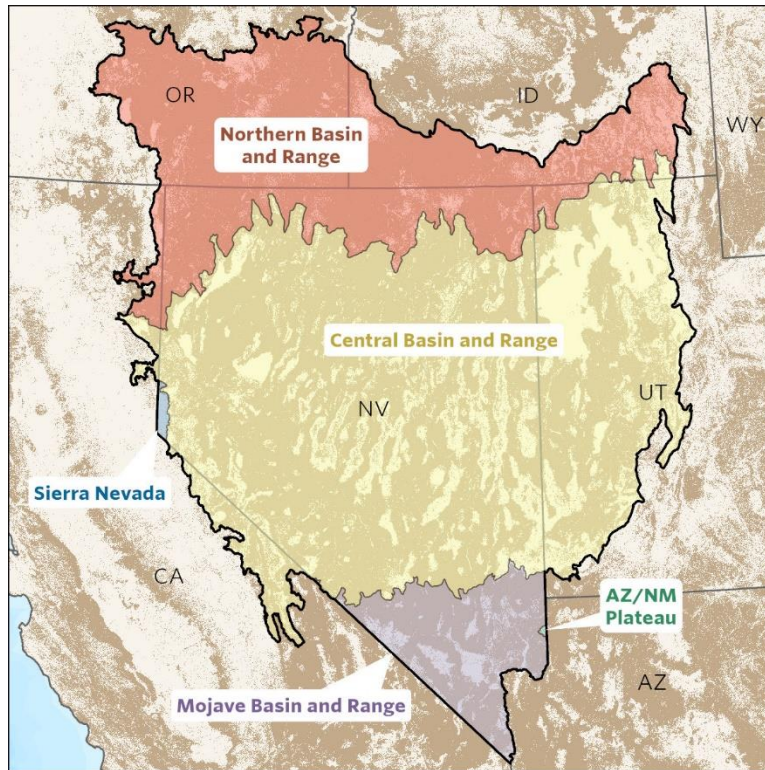 OR
ID
WY
Northern Basin
and Range
Central Basin and Range
NV
UT
Sierra Nevada
CA
AZ/NM
Plateau
AZ
Mojave Basin and Range